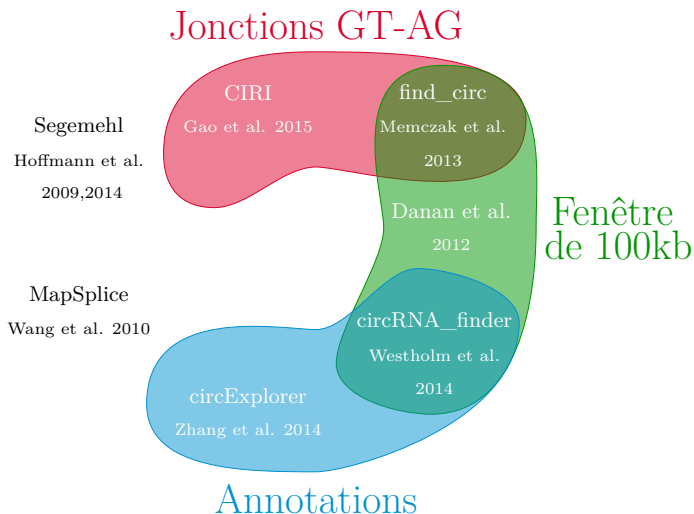 Jonctions GT-AG
CIRI
Gao et al. 2015
find_circ
Memczak et al.
2013
Segemehl
Hoffmann et al.
2009,2014
Danan et al.
2012
Fenêtre
de 100kb
MapSplice
Wang et al. 2010
circRNA_finder
Westholm et al.
2014
circExplorer
Zhang et al. 2014
Annotations